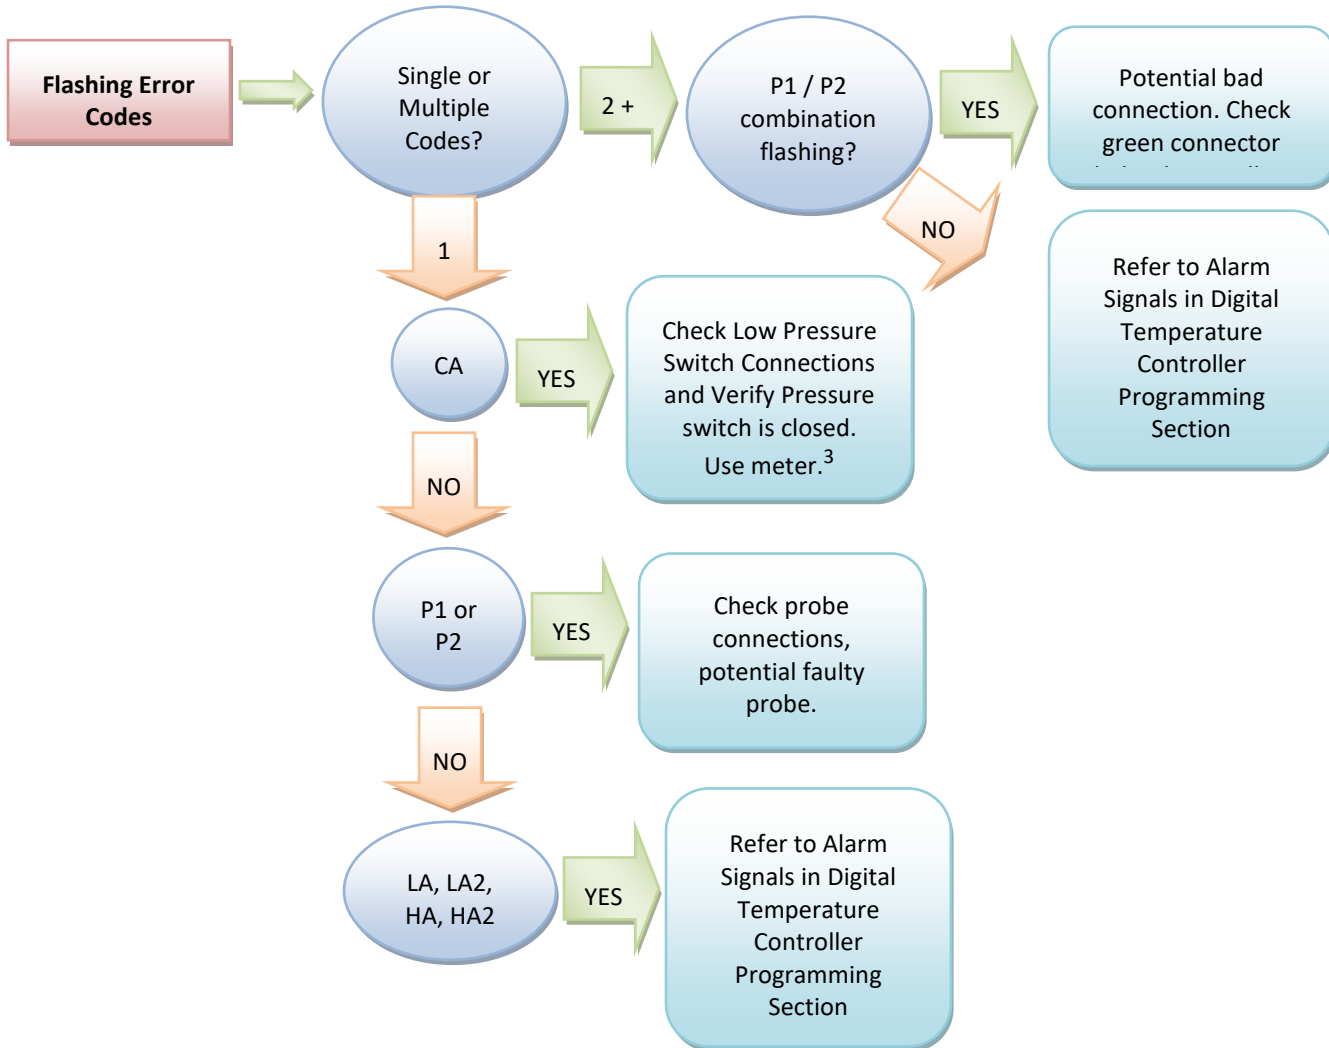 Flashing Error
Codes
Single or
Multiple
Codes?
2 +
P1 / P2
combination
flashing?
YES
Potential bad
connection. Check
green connector
NO
Refer to Alarm
Signals in Digital
Temperature
Controller
Programming
Section
1
CA
YES
Check Low Pressure
Switch Connections
and Verify Pressure
switch is closed.
Use meter.3
NO
P1 or
P2
YES
Check probe
connections,
potential faulty
probe.
NO
LA, LA2,
HA, HA2
YES
Refer to Alarm
Signals in Digital
Temperature
Controller
Programming
Section